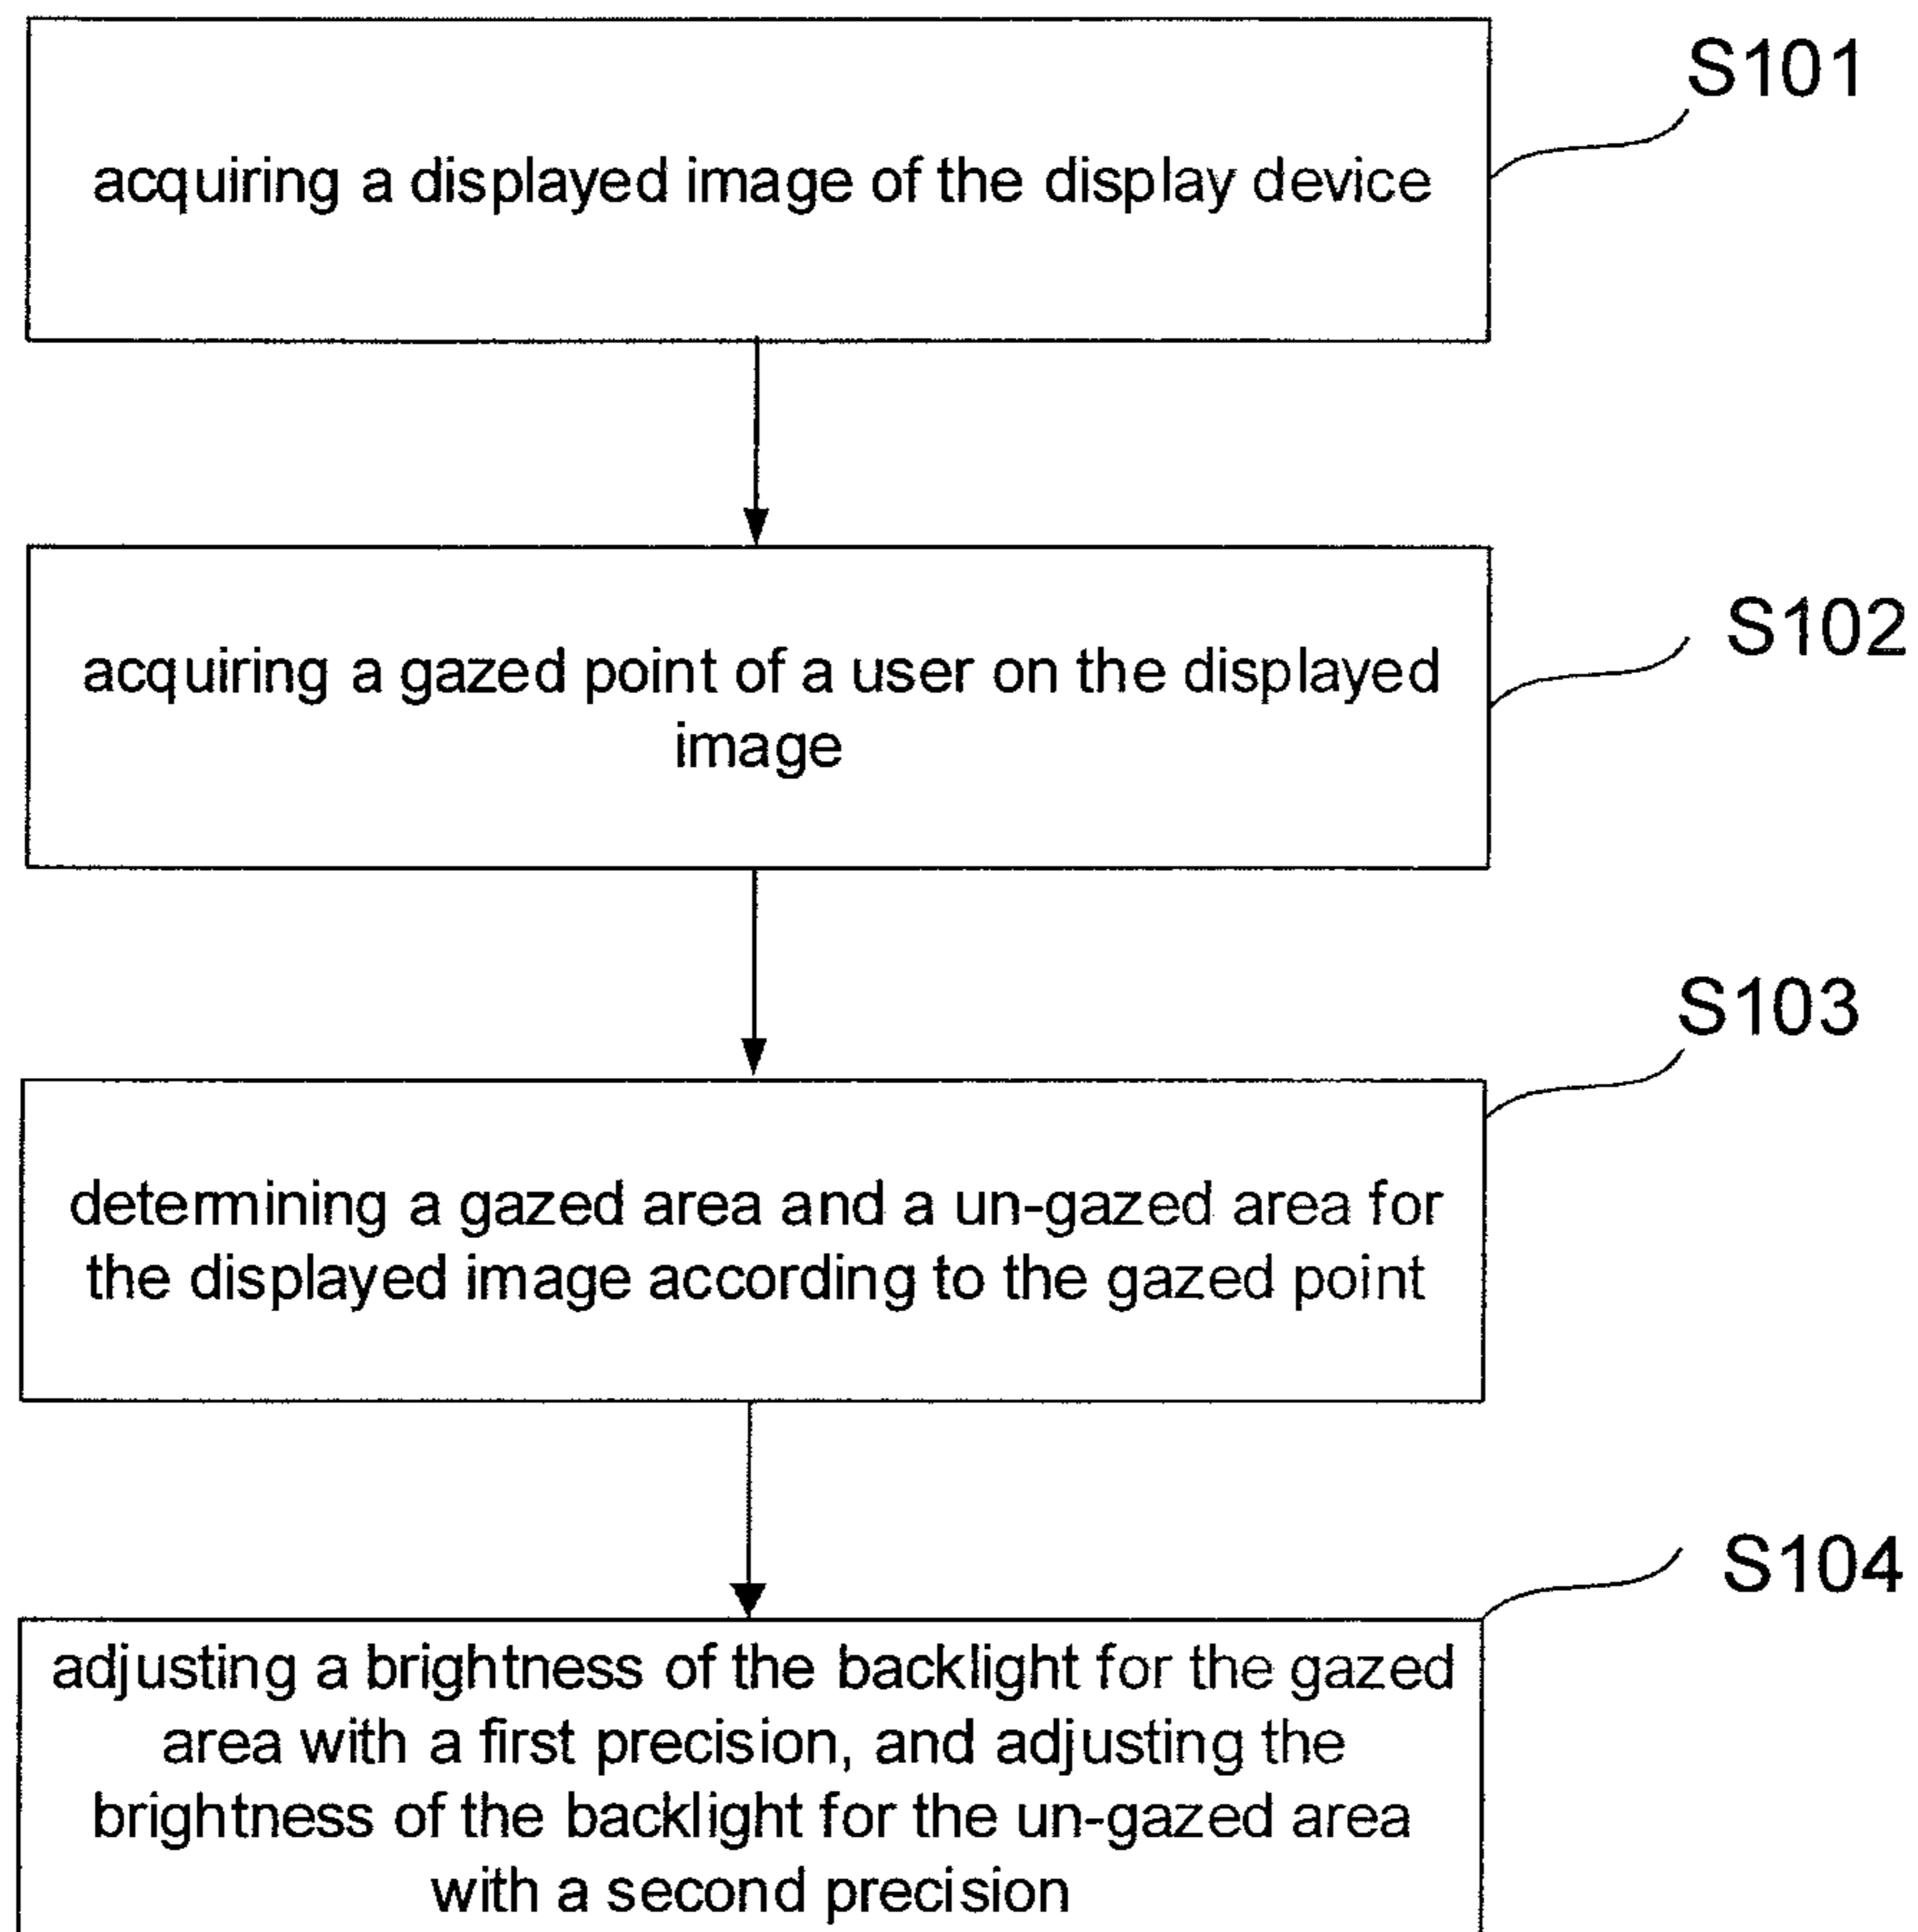 S101
acquiring a displayed image of the display device
S102
acquiring a gazed point of a user on the displayed
image
S103
determining a gazed area and a un-gazed area for
the displayed image according to the gazed point
S104
adjusting a brightness of the backlight for the gazed
area with a first precision, and adjusting the
brightness of the backlight for the un-gazed area
with a second precision